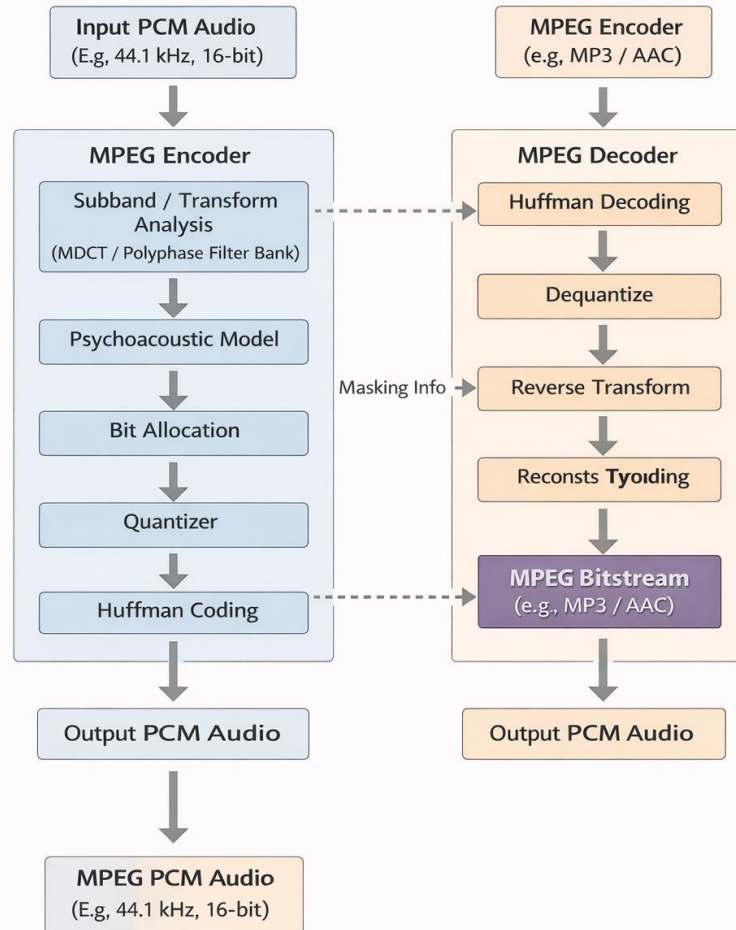 Input PCM Audio
(E.g, 44.1 kHz, 16-bit)
MPEG Encoder
Subband / Transform
Analysis
(MDCT / Polyphase Filter Bank)
Psychoacoustic Model
Bit Allocation
Quantizer
Huffman Coding
Output PCM Audio
MPEG PCM Audio
(E.g, 44.1 kHz, 16-bit)
Masking Info
MPEG Encoder
(e.g, MP3 / AAC)
MPEG Decoder
Huffman Decoding
Dequantize
Reverse Transform
Reconsts
MPEG Bitstream
(e.g., MP3 / AAC)
Output PCM Audio